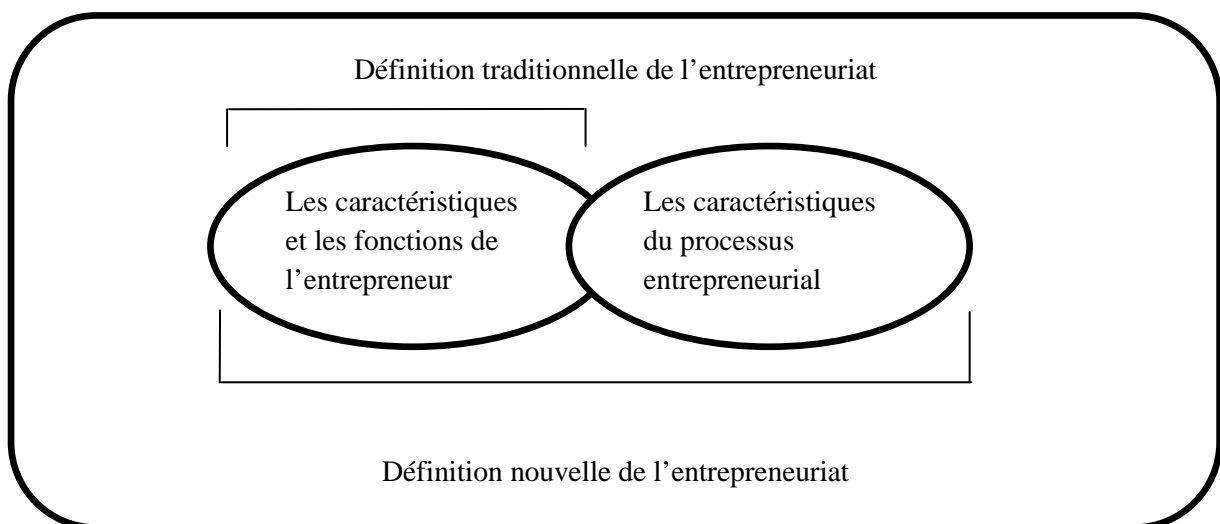 Définition traditionnelle de l’entrepreneuriat
Les caractéristiques
et les fonctions de
l’entrepreneur
Les caractéristiques
du processus
entrepreneurial
Définition nouvelle de l’entrepreneuriat